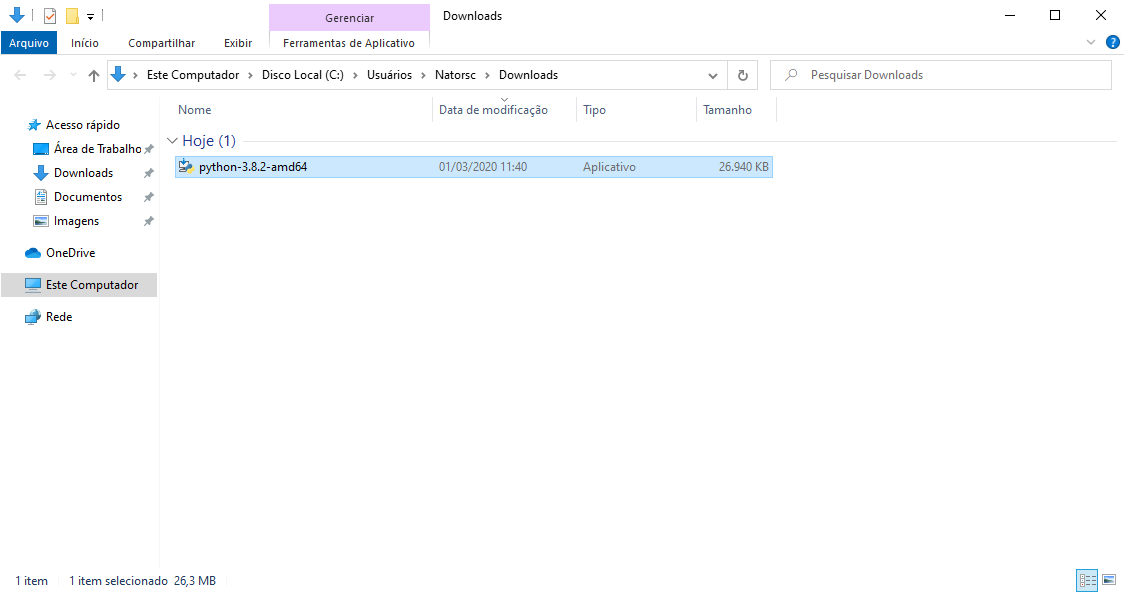 Gerenciar
Downloads
Arquivo
Início
Compartilhar
Exibir
Ferramentas de Aplicativo
?
Este Computador > Disco Local (C:) > Usuários > Natorsc > Downloads
Pesquisar Downloads
Nome
Data de modificação
Tipo
Tamanho
Acesso rápido
Área de Trabalho
Downloads
Documentos
Imagens
OneDrive
Este Computador
Rede
Hoje (1)
python-3.8.2-amd64
01/03/2020 11:40
Aplicativo
26.940 KB
1 item
1 item selecionado 26,3 MB